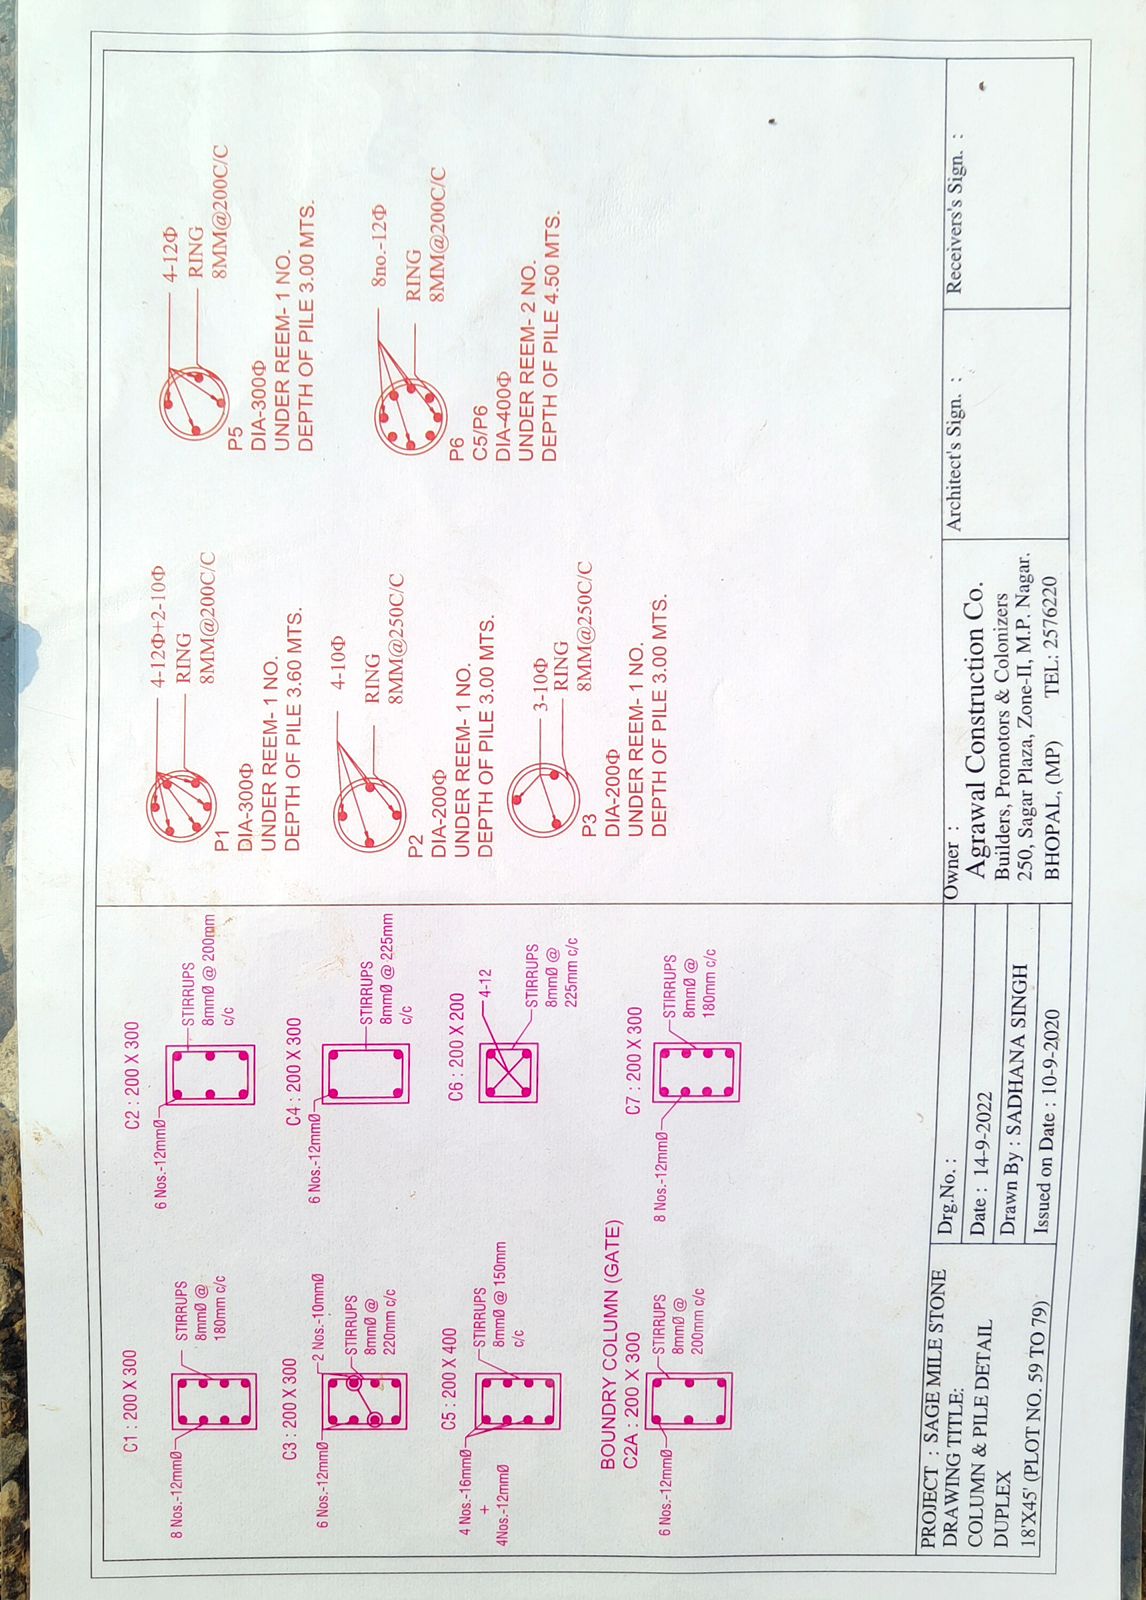 C1 : 200 X 300
8 Nos.-12mmØ
STIRRUPS
8mmØ @
180mm c/c
C2 : 200 X 300
6 Nos.-12mmØ
STIRRUPS
8mmØ @ 200mm
c/c
C3 : 200 X 300
6 Nos.-12mmØ
2 Nos.-10mmØ
STIRRUPS
8mmØ @
220mm c/c
C4 : 200 X 300
6 Nos.-12mmØ
STIRRUPS
8mmØ @ 225mm
c/c
C5 : 200 X 400
4 Nos.-16mmØ
+
4Nos.-12mmØ
STIRRUPS
8mmØ @ 150mm
c/c
C6 : 200 X 200
4-12
STIRRUPS
8mmØ @
225mm c/c
BOUNDRY COLUMN (GATE)
C2A : 200 X 300
6 Nos.-12mmØ
STIRRUPS
8mmØ @
200mm c/c
C7 : 200 X 300
8 Nos.-12mmØ
STIRRUPS
8mmØ @
180mm c/c
4-12Φ+2-10Φ
RING
8MM@200C/C
P1
DIA-300Φ
UNDER REEM- 1 NO.
DEPTH OF PILE 3.60 MTS.
4-10Φ
RING
8MM@250C/C
P2
DIA-200Φ
UNDER REEM- 1 NO.
DEPTH OF PILE 3.00 MTS.
3-10Φ
RING
8MM@250C/C
P3
DIA-200Φ
UNDER REEM- 1 NO.
DEPTH OF PILE 3.00 MTS.
4-12Φ
RING
8MM@200C/C
P5
DIA-300Φ
UNDER REEM- 1 NO.
DEPTH OF PILE 3.00 MTS.
8no.-12Φ
RING
8MM@200C/C
P6
C5/P6
DIA-400Φ
UNDER REEM- 2 NO.
DEPTH OF PILE 4.50 MTS.
PROJECT : SAGE MILE STONE
DRAWING TITLE:
COLUMN & PILE DETAIL
DUPLEX
18'X45' (PLOT NO. 59 TO 79)
Drg.No. :
Date : 14-9-2022
Drawn By : SADHANA SINGH
Issued on Date : 10-9-2020
Owner :
Agrawal Construction Co.
Builders, Promotors & Colonizers
250, Sagar Plaza, Zone-II, M.P. Nagar.
BHOPAL, (MP) TEL: 2576220
Architect's Sign. :
Receivers's Sign. :